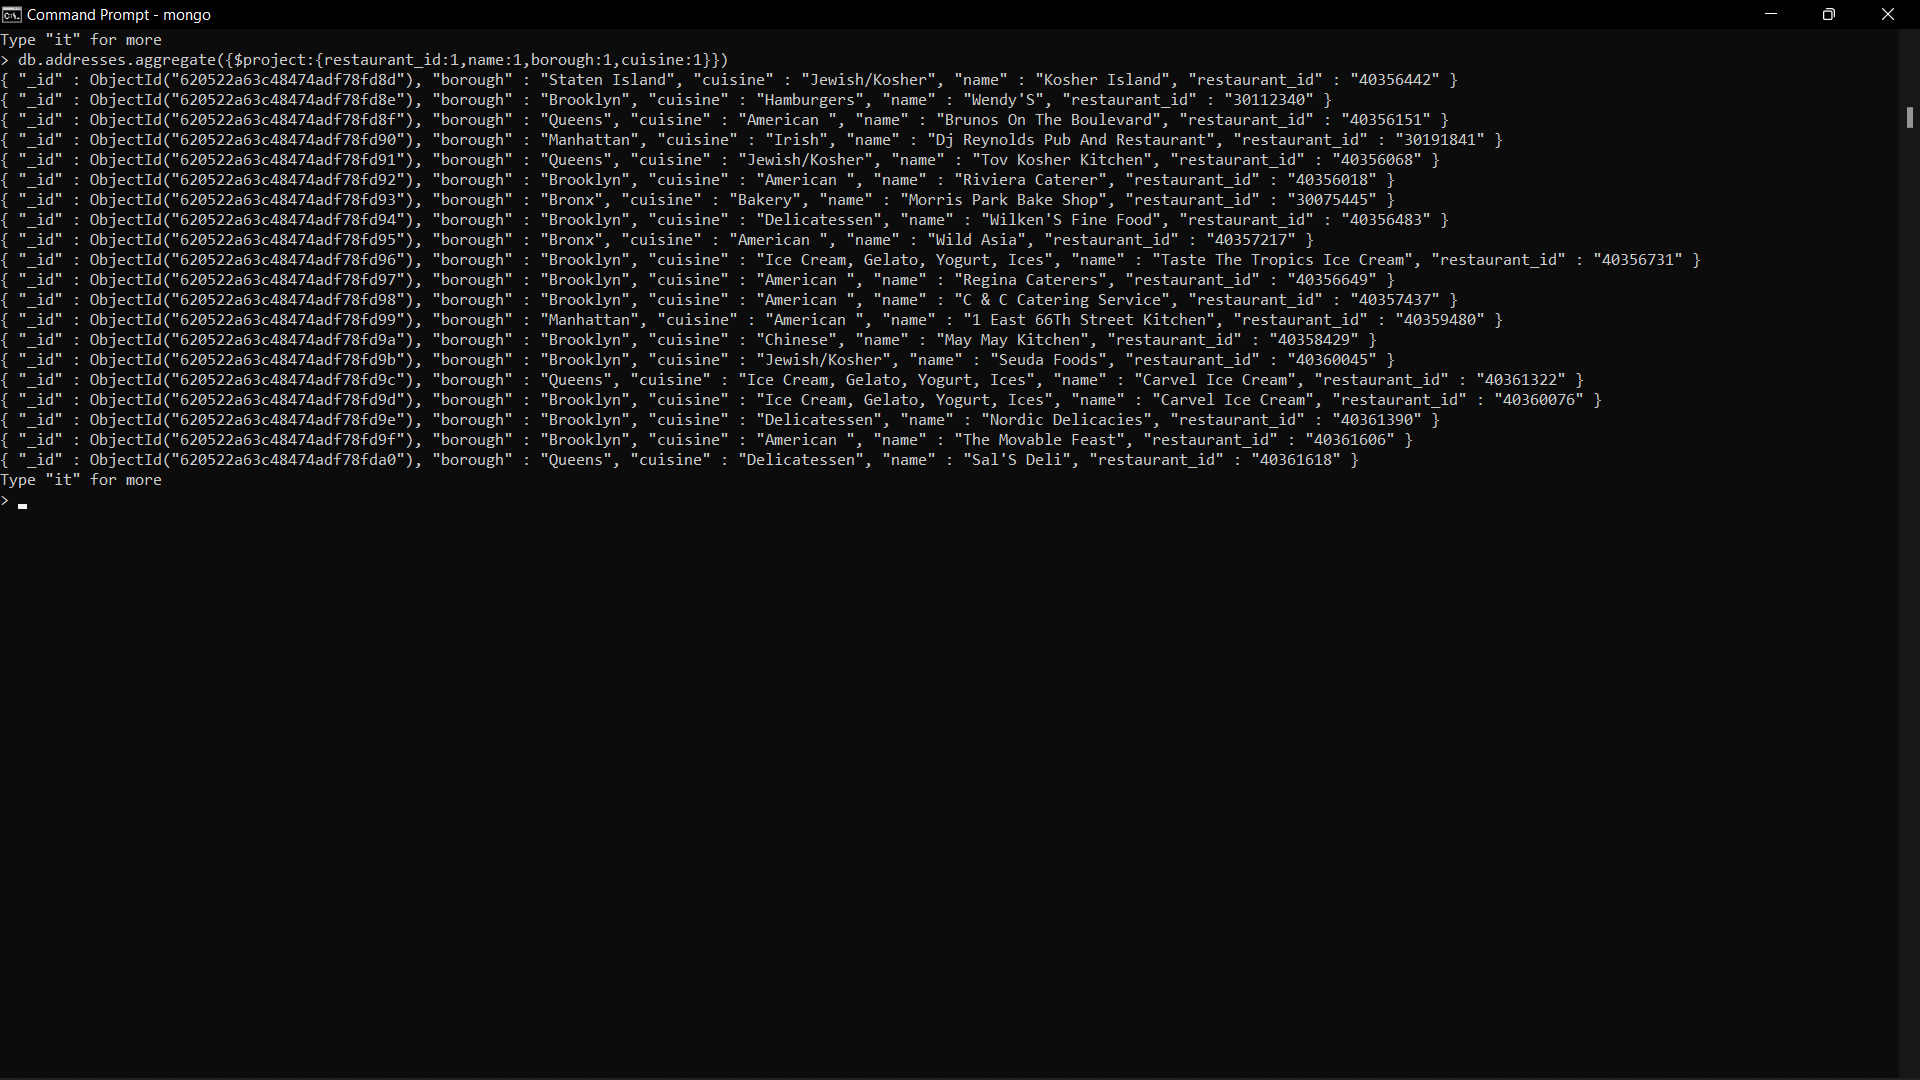 Command Prompt - mongo
Type "it" for more
> db.addresses.aggregate({$project:{restaurant_id:1,name:1,borough:1,cuisine:1}})
{ "_id" : ObjectId("620522a63c48474adf78fd8d"), "borough" : "Staten Island", "cuisine" : "Jewish/Kosher", "name" : "Kosher Island", "restaurant_id" : "40356442" }
{ "_id" : ObjectId("620522a63c48474adf78fd8e"), "borough" : "Brooklyn", "cuisine" : "Hamburgers", "name" : "Wendy'S", "restaurant_id" : "30112340" }
{ "_id" : ObjectId("620522a63c48474adf78fd8f"), "borough" : "Queens", "cuisine" : "American ", "name" : "Brunos On The Boulevard", "restaurant_id" : "40356151" }
{ "_id" : ObjectId("620522a63c48474adf78fd90"), "borough" : "Manhattan", "cuisine" : "Irish", "name" : "Dj Reynolds Pub And Restaurant", "restaurant_id" : "30191841" }
{ "_id" : ObjectId("620522a63c48474adf78fd91"), "borough" : "Queens", "cuisine" : "Jewish/Kosher", "name" : "Tov Kosher Kitchen", "restaurant_id" : "40356068" }
{ "_id" : ObjectId("620522a63c48474adf78fd92"), "borough" : "Brooklyn", "cuisine" : "American ", "name" : "Riviera Caterer", "restaurant_id" : "40356018" }
{ "_id" : ObjectId("620522a63c48474adf78fd93"), "borough" : "Bronx", "cuisine" : "Bakery", "name" : "Morris Park Bake Shop", "restaurant_id" : "30075445" }
{ "_id" : ObjectId("620522a63c48474adf78fd94"), "borough" : "Brooklyn", "cuisine" : "Delicatessen", "name" : "Wilken'S Fine Food", "restaurant_id" : "40356483" }
{ "_id" : ObjectId("620522a63c48474adf78fd95"), "borough" : "Bronx", "cuisine" : "American ", "name" : "Wild Asia", "restaurant_id" : "40357217" }
{ "_id" : ObjectId("620522a63c48474adf78fd96"), "borough" : "Brooklyn", "cuisine" : "Ice Cream, Gelato, Yogurt, Ices", "name" : "Taste The Tropics Ice Cream", "restaurant_id" : "40356731" }
{ "_id" : ObjectId("620522a63c48474adf78fd97"), "borough" : "Brooklyn", "cuisine" : "American ", "name" : "Regina Caterers", "restaurant_id" : "40356649" }
{ "_id" : ObjectId("620522a63c48474adf78fd98"), "borough" : "Brooklyn", "cuisine" : "American ", "name" : "C & C Catering Service", "restaurant_id" : "40357437" }
{ "_id" : ObjectId("620522a63c48474adf78fd99"), "borough" : "Manhattan", "cuisine" : "American ", "name" : "1 East 66Th Street Kitchen", "restaurant_id" : "40359480" }
{ "_id" : ObjectId("620522a63c48474adf78fd9a"), "borough" : "Brooklyn", "cuisine" : "Chinese", "name" : "May May Kitchen", "restaurant_id" : "40358429" }
{ "_id" : ObjectId("620522a63c48474adf78fd9b"), "borough" : "Brooklyn", "cuisine" : "Jewish/Kosher", "name" : "Seuda Foods", "restaurant_id" : "40360045" }
{ "_id" : ObjectId("620522a63c48474adf78fd9c"), "borough" : "Queens", "cuisine" : "Ice Cream, Gelato, Yogurt, Ices", "name" : "Carvel Ice Cream", "restaurant_id" : "40361322" }
{ "_id" : ObjectId("620522a63c48474adf78fd9d"), "borough" : "Brooklyn", "cuisine" : "Ice Cream, Gelato, Yogurt, Ices", "name" : "Carvel Ice Cream", "restaurant_id" : "40360076" }
{ "_id" : ObjectId("620522a63c48474adf78fd9e"), "borough" : "Brooklyn", "cuisine" : "Delicatessen", "name" : "Nordic Delicacies", "restaurant_id" : "40361390" }
{ "_id" : ObjectId("620522a63c48474adf78fd9f"), "borough" : "Brooklyn", "cuisine" : "American ", "name" : "The Movable Feast", "restaurant_id" : "40361606" }
{ "_id" : ObjectId("620522a63c48474adf78fda0"), "borough" : "Queens", "cuisine" : "Delicatessen", "name" : "Sal'S Deli", "restaurant_id" : "40361618" }
Type "it" for more
>